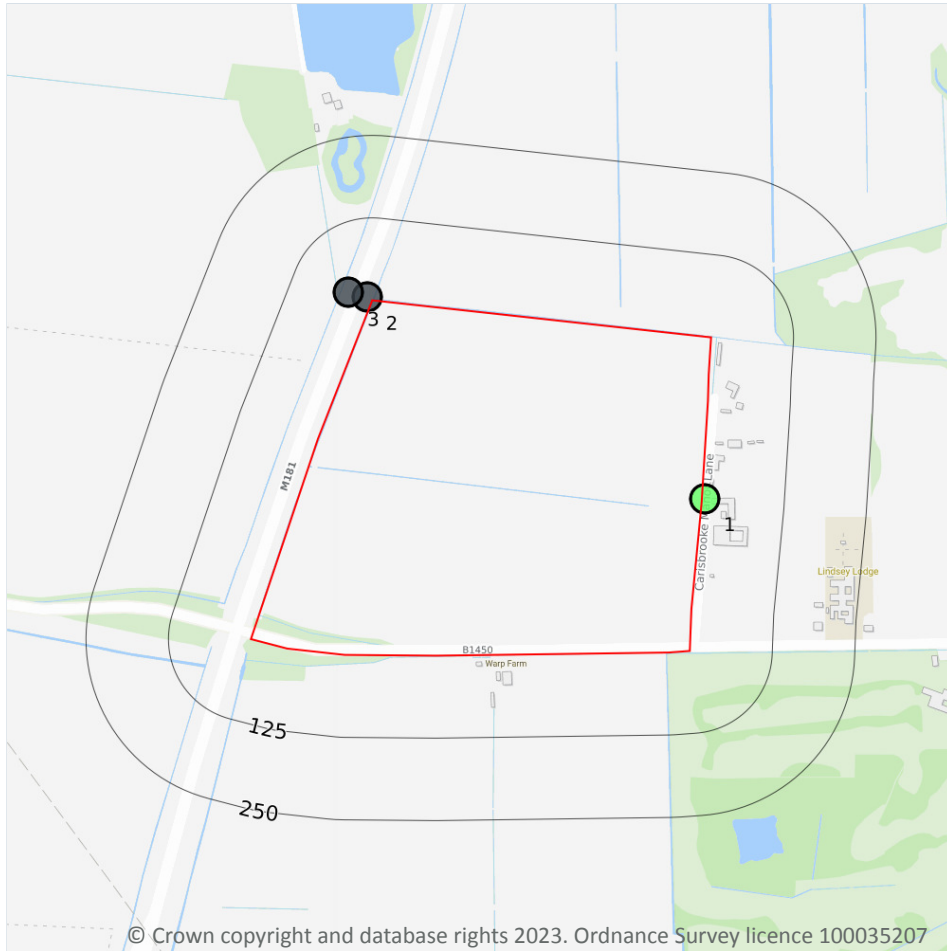 3
2
M181
Carisbrooke Manor Lane
1
Lindsey Lodge
B1450
Warp Farm
125
250
© Crown copyright and database rights 2023. Ordnance Survey licence 100035207